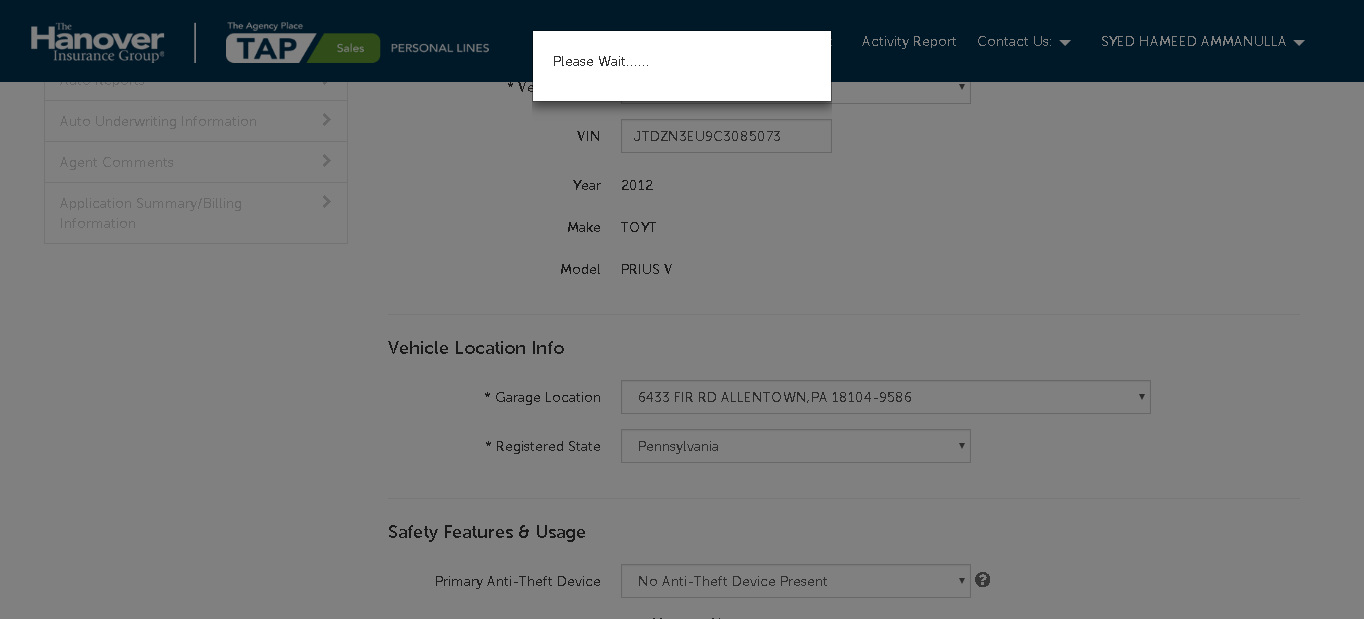 The
Hanover
Insurance Group®
The Agency Place
TAP Sales
PERSONAL LINES
Activity Report
Contact Us:
SYED HAMEED AMMANULLA
Please Wait......
Auto Reports
Auto Underwriting Information
Agent Comments
Application Summary/Billing
Information
* Ve
VIN JTDZN3EU9C3085073
Year 2012
Make TOYT
Model PRIUS V
Vehicle Location Info
* Garage Location 6433 FIR RD ALLENTOWN,PA 18104-9586
* Registered State Pennsylvania
Safety Features & Usage
Primary Anti-Theft Device No Anti-Theft Device Present